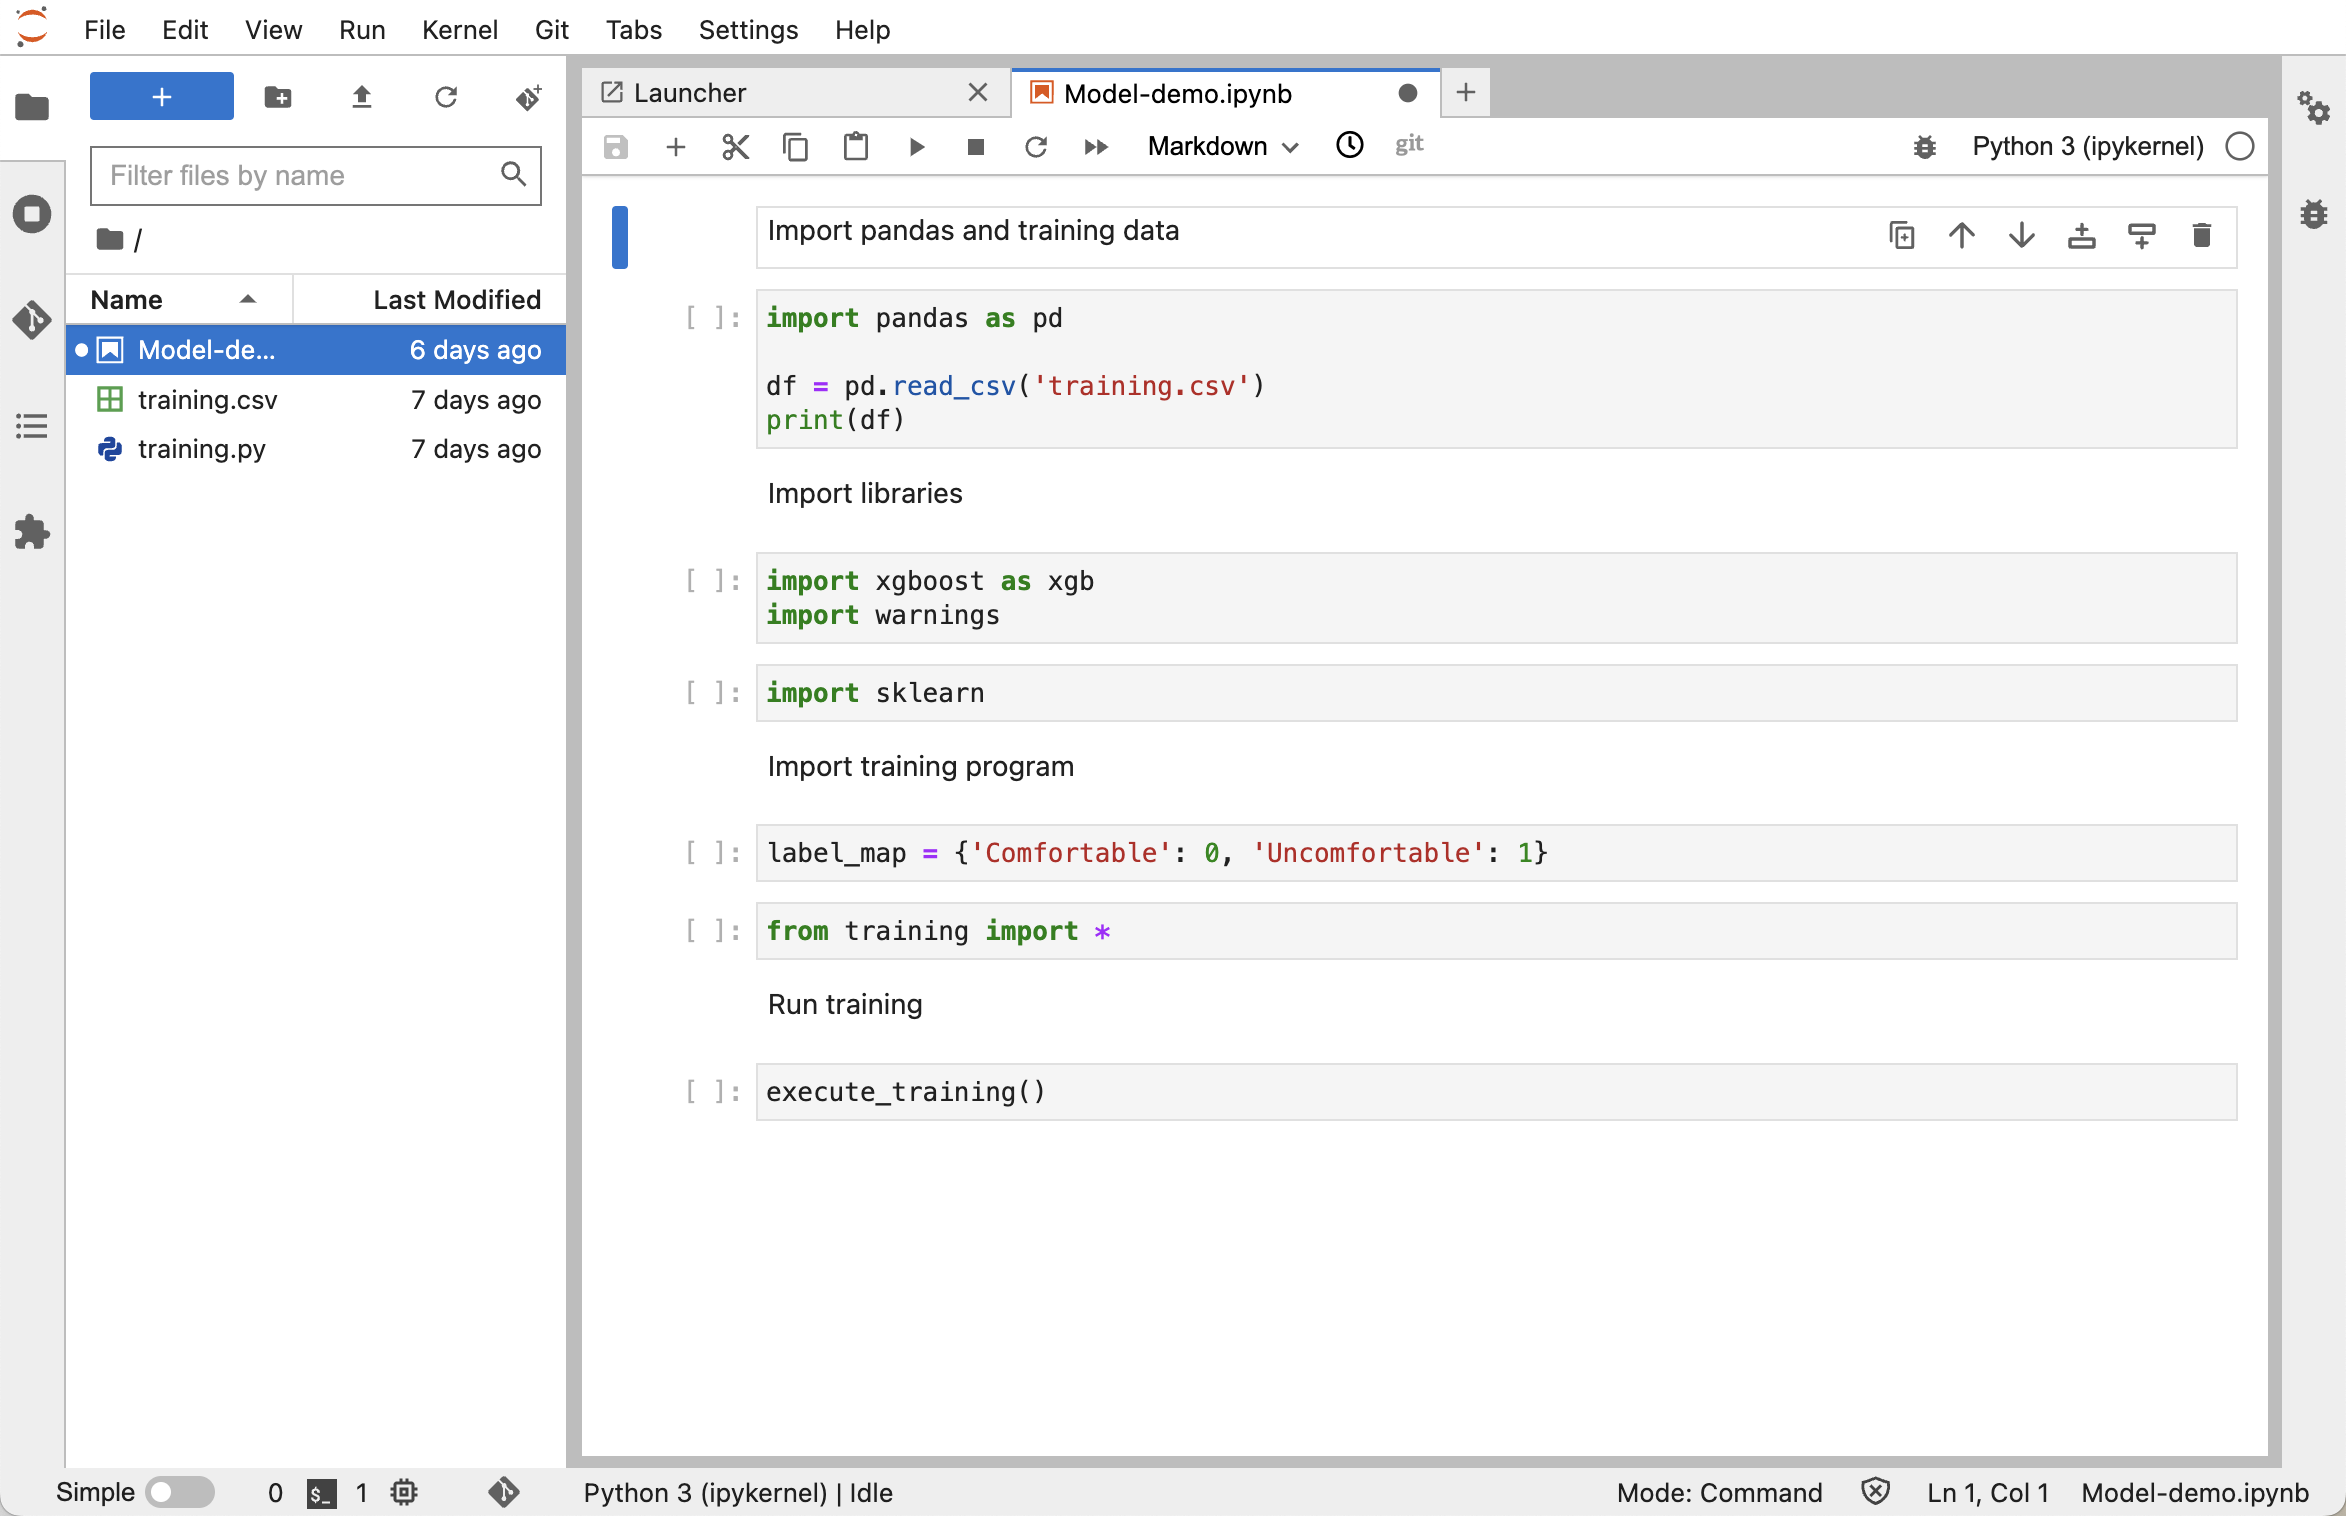 File Edit View Run Kernel Git Tabs Settings Help
Filter files by name
/
Name Last Modified
Model-de... 6 days ago
training.csv 7 days ago
training.py 7 days ago
Launcher
Model-demo.ipynb
Markdown
git
Python 3 (ipykernel)
Import pandas and training data
[ ]: import pandas as pd
df = pd.read_csv('training.csv')
print(df)
Import libraries
[ ]: import xgboost as xgb
import warnings
[ ]: import sklearn
Import training program
[ ]: label_map = {'Comfortable': 0, 'Uncomfortable': 1}
[ ]: from training import *
Run training
[ ]: execute_training()
Simple 0 $_ 1 Python 3 (ipykernel) | Idle Mode: Command Ln 1, Col 1 Model-demo.ipynb